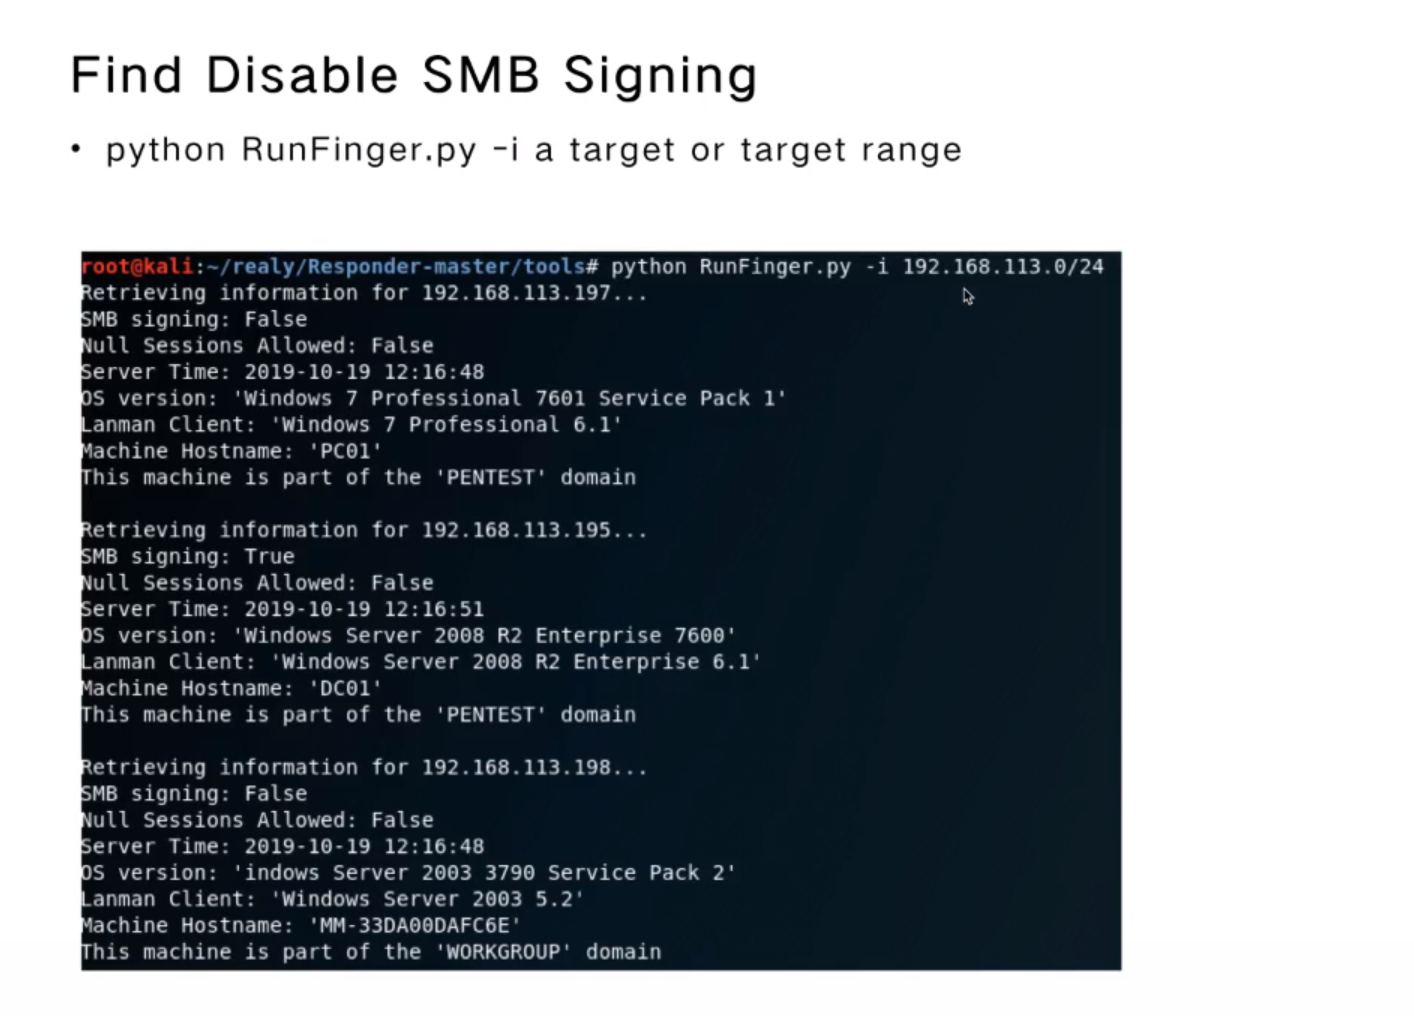 Find Disable SMB Signing
• python RunFinger.py -i a target or target range
root@kali:~/realy/Responder-master/tools# python RunFinger.py -i 192.168.113.0/24
Retrieving information for 192.168.113.197...
SMB signing: False
Null Sessions Allowed: False
Server Time: 2019-10-19 12:16:48
OS version: 'Windows 7 Professional 7601 Service Pack 1'
Lanman Client: 'Windows 7 Professional 6.1'
Machine Hostname: 'PC01'
This machine is part of the 'PENTEST' domain
Retrieving information for 192.168.113.195...
SMB signing: True
Null Sessions Allowed: False
Server Time: 2019-10-19 12:16:51
OS version: 'Windows Server 2008 R2 Enterprise 7600'
Lanman Client: 'Windows Server 2008 R2 Enterprise 6.1'
Machine Hostname: 'DC01'
This machine is part of the 'PENTEST' domain
Retrieving information for 192.168.113.198...
SMB signing: False
Null Sessions Allowed: False
Server Time: 2019-10-19 12:16:48
OS version: 'indows Server 2003 3790 Service Pack 2'
Lanman Client: 'Windows Server 2003 5.2'
Machine Hostname: 'MM-33DA00DAFC6E'
This machine is part of the 'WORKGROUP' domain